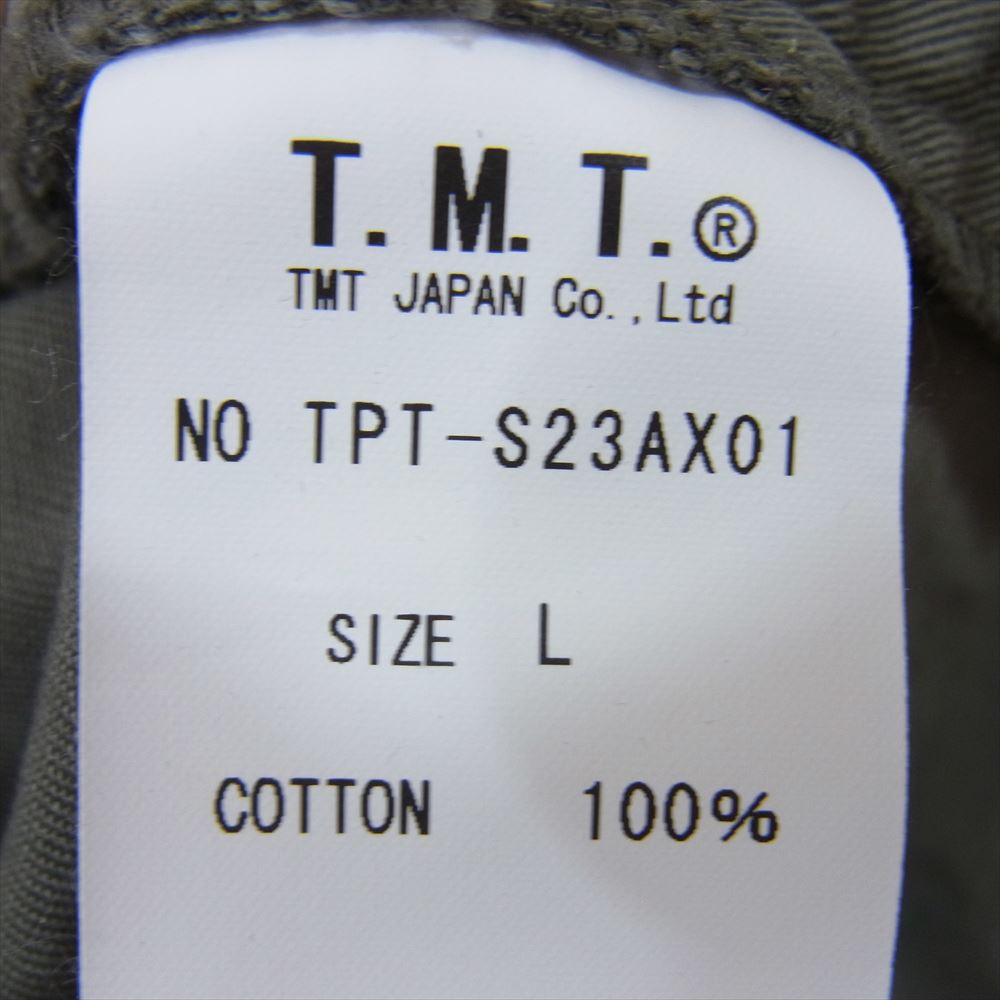 T.M.T.®
TMT JAPAN Co.,Ltd
NO TPT-S23AX01
SIZE L
COTTON 100%